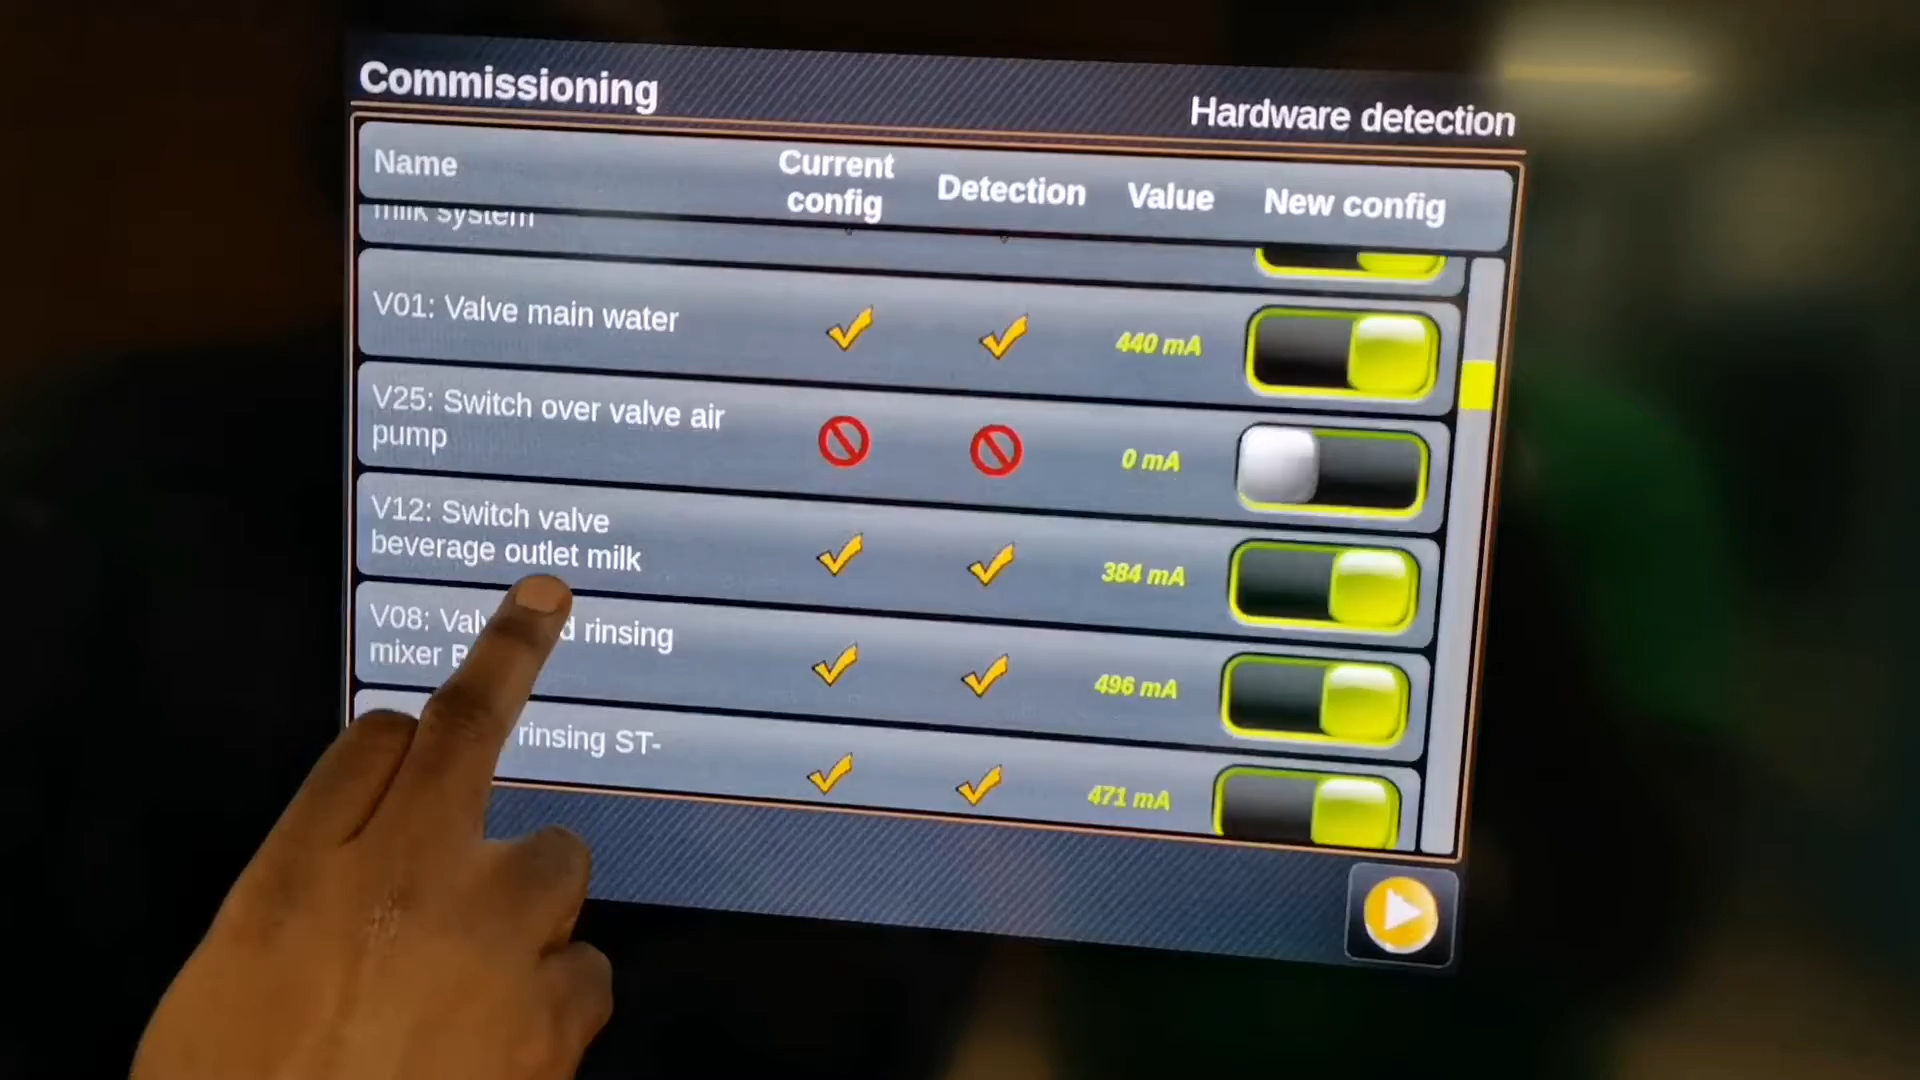 Commissioning
Hardware detection
Name
Current
config
Detection
Value
New config
milk system
V01: Valve main water
440 mA
V25: Switch over valve air
pump
0 mA
V12: Switch valve
beverage outlet milk
384 mA
V08: rinsing
mixer
496 mA
rinsing ST-
471 mA